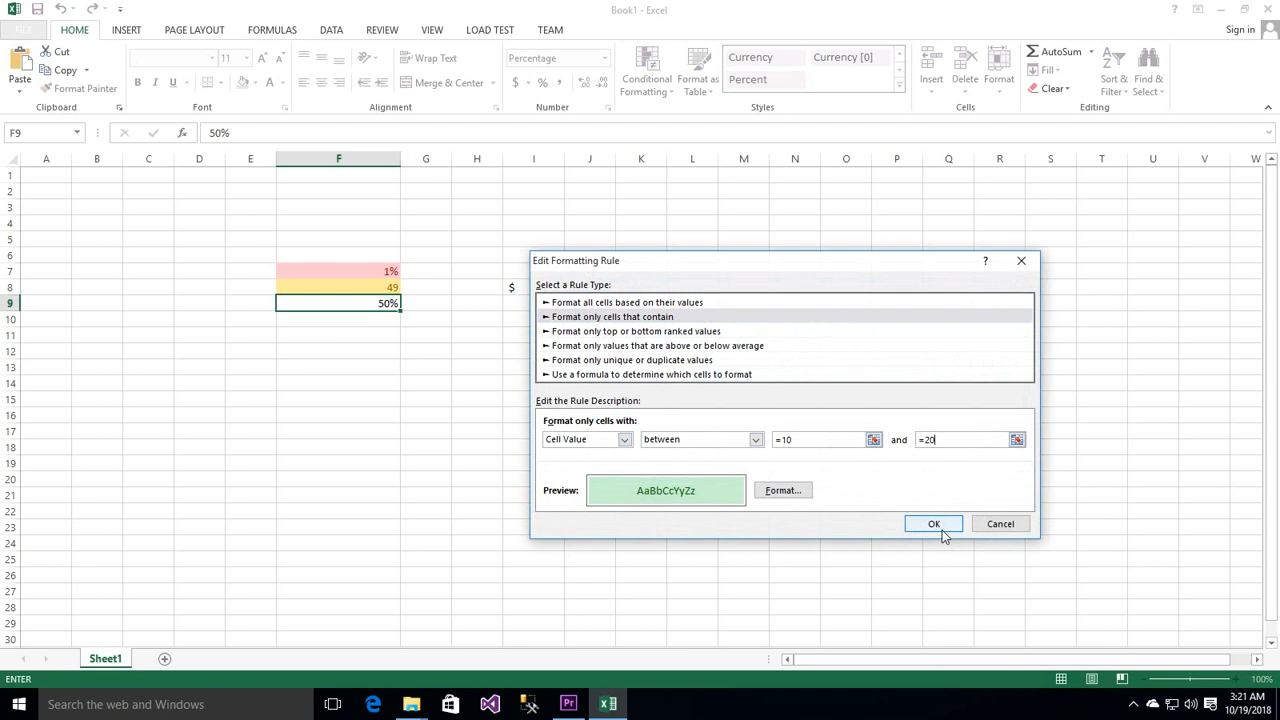 Book1 - Excel
Sign in
FILE
HOME
INSERT
PAGE LAYOUT
FORMULAS
DATA
REVIEW
VIEW
LOAD TEST
TEAM
Paste
Cut
Copy
Format Painter
Clipboard
11
B I U
Font
Wrap Text
Merge & Center
Alignment
Percentage
$ % ,
Number
Conditional
Formatting
Format as
Table
Currency
Currency [0]
Percent
Styles
Insert
Delete
Format
Cells
AutoSum
Fill
Clear
Sort &
Filter
Find &
Select
Editing
F9
fx
50%
A B C D E F G H I J K L M N O P Q R S T U V W
1
2
3
4
5
6
7 1%
8 49 $
9 50%
10
11
12
13
14
15
16
17
18
19
20
21
22
23
24
25
26
27
28
29
30
Edit Formatting Rule
?
Select a Rule Type:
► Format all cells based on their values
► Format only cells that contain
► Format only top or bottom ranked values
► Format only values that are above or below average
► Format only unique or duplicate values
► Use a formula to determine which cells to format
Edit the Rule Description:
Format only cells with:
Cell Value between =10 and =20
Preview: AaBbCcYyZz Format...
OK Cancel
Sheet1
ENTER
100%
Search the web and Windows
3:21 AM
10/19/2018